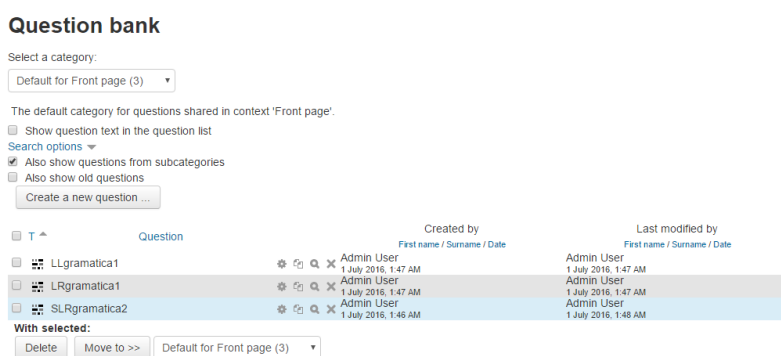 Question bank
Select a category:
Default for Front page (3)
The default category for questions shared in context 'Front page'.
Show question text in the question list
Search options
Also show questions from subcategories
Also show old questions
Create a new question ...
T Question Created by Last modified by
First name / Surname / Date First name / Surname / Date
LLgramatica1 Admin User Admin User
1 July 2016, 1:47 AM 1 July 2016, 1:47 AM
LRgramatica1 Admin User Admin User
1 July 2016, 1:47 AM 1 July 2016, 1:47 AM
SLRgramatica2 Admin User Admin User
1 July 2016, 1:46 AM 1 July 2016, 1:48 AM
With selected:
Delete Move to >> Default for Front page (3)